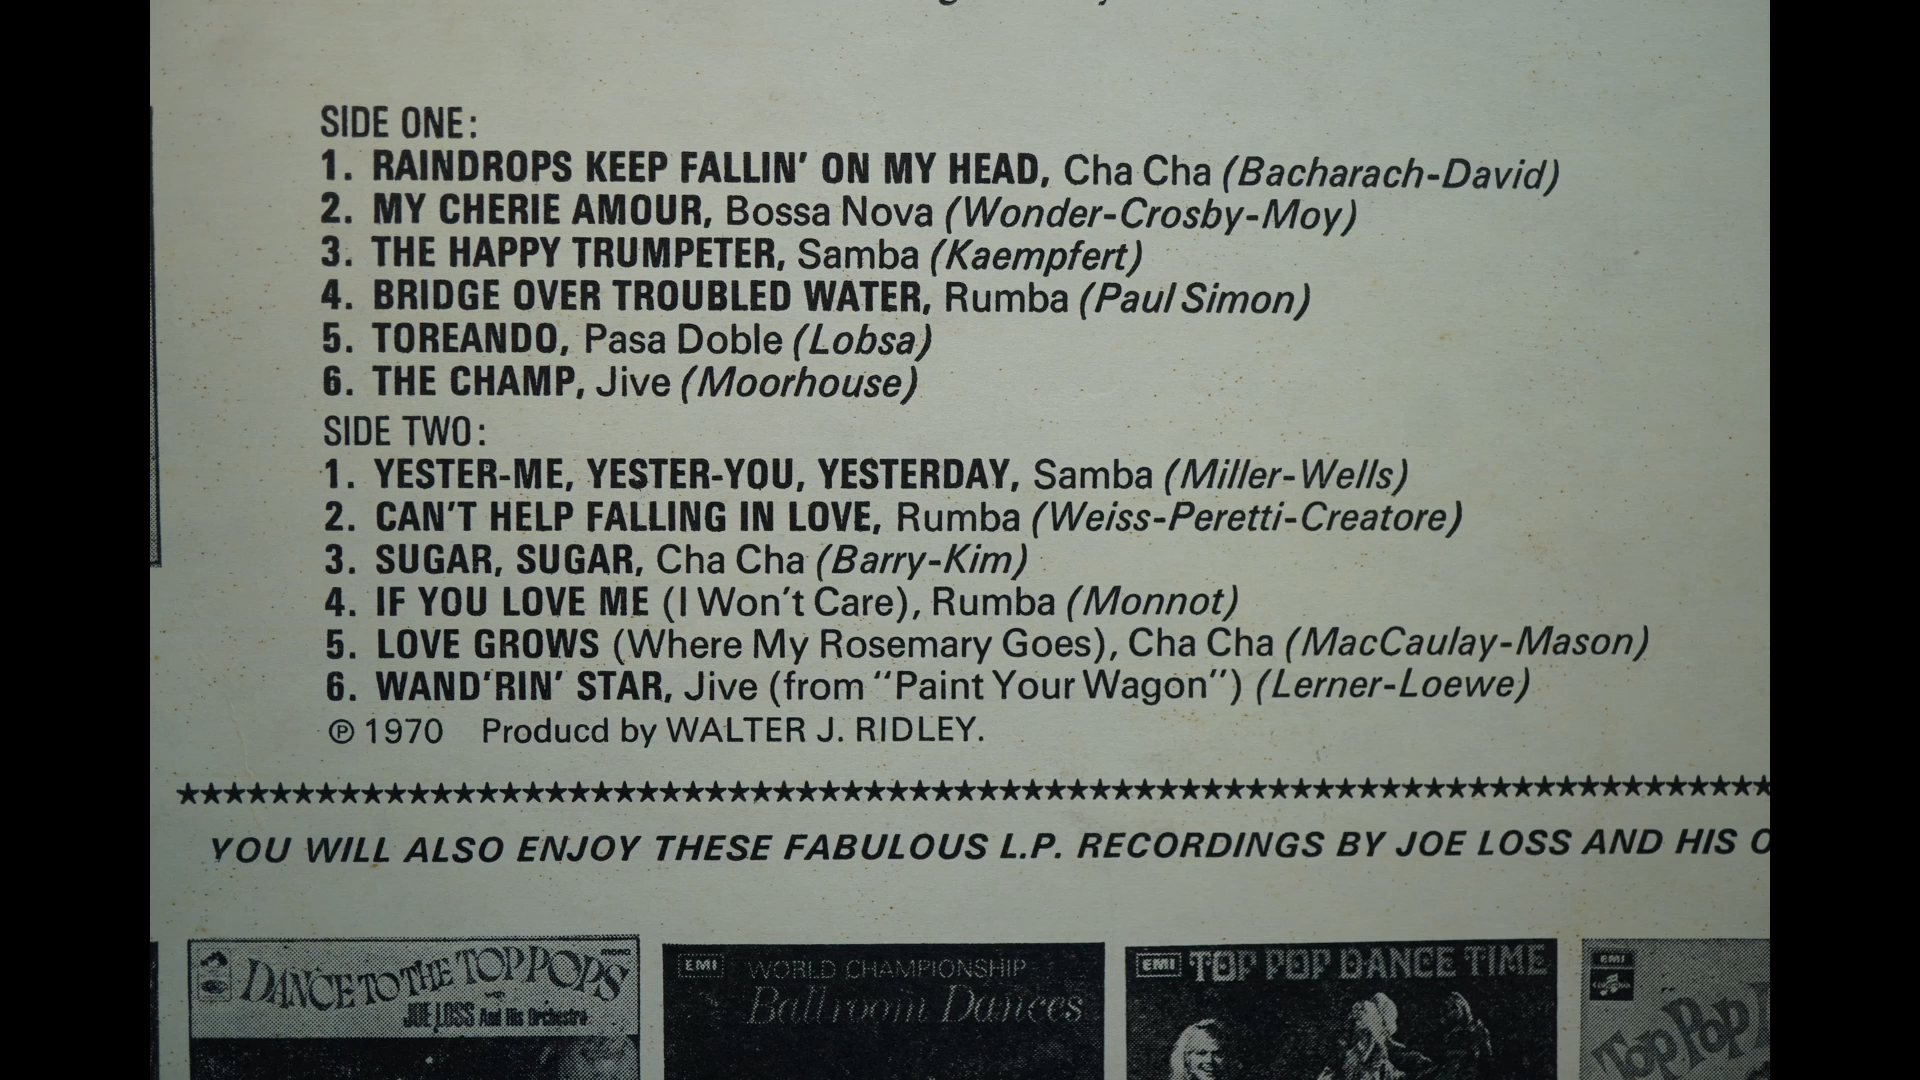 SIDE ONE:
1. RAINDROPS KEEP FALLIN' ON MY HEAD, Cha Cha (Bacharach-David)
2. MY CHERIE AMOUR, Bossa Nova (Wonder-Crosby-Moy)
3. THE HAPPY TRUMPETER, Samba (Kaempfert)
4. BRIDGE OVER TROUBLED WATER, Rumba (Paul Simon)
5. TOREANDO, Pasa Doble (Lobsa)
6. THE CHAMP, Jive (Moorhouse)
SIDE TWO:
1. YESTER-ME, YESTER-YOU, YESTERDAY, Samba (Miller-Wells)
2. CAN'T HELP FALLING IN LOVE, Rumba (Weiss-Peretti-Creatore)
3. SUGAR, SUGAR, Cha Cha (Barry-Kim)
4. IF YOU LOVE ME (I Won't Care), Rumba (Monnot)
5. LOVE GROWS (Where My Rosemary Goes), Cha Cha (MacCaulay-Mason)
6. WAND'RIN' STAR, Jive (from "Paint Your Wagon") (Lerner-Loewe)
℗ 1970 Producd by WALTER J. RIDLEY.
YOU WILL ALSO ENJOY THESE FABULOUS L.P. RECORDINGS BY JOE LOSS AND HIS O
MONO
DANCE TO THE TOP POPS
JOE LOSS And His Orchestra
EMI WORLD CHAMPIONSHIP
Ballroom Dances
EMI TOP POP DANCE TIME
EMI
COLUMBIA
TOP POP